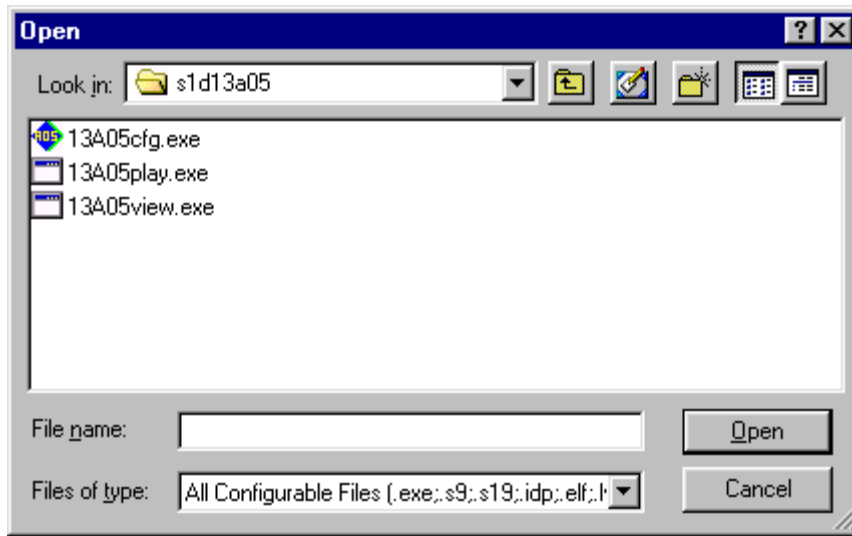 Open
Look in: s1d13a05
13A05cfg.exe
13A05play.exe
13A05view.exe
File name:
Open
Files of type: All Configurable Files (.exe;.s9;.s19;.idp;.elf;.
Cancel